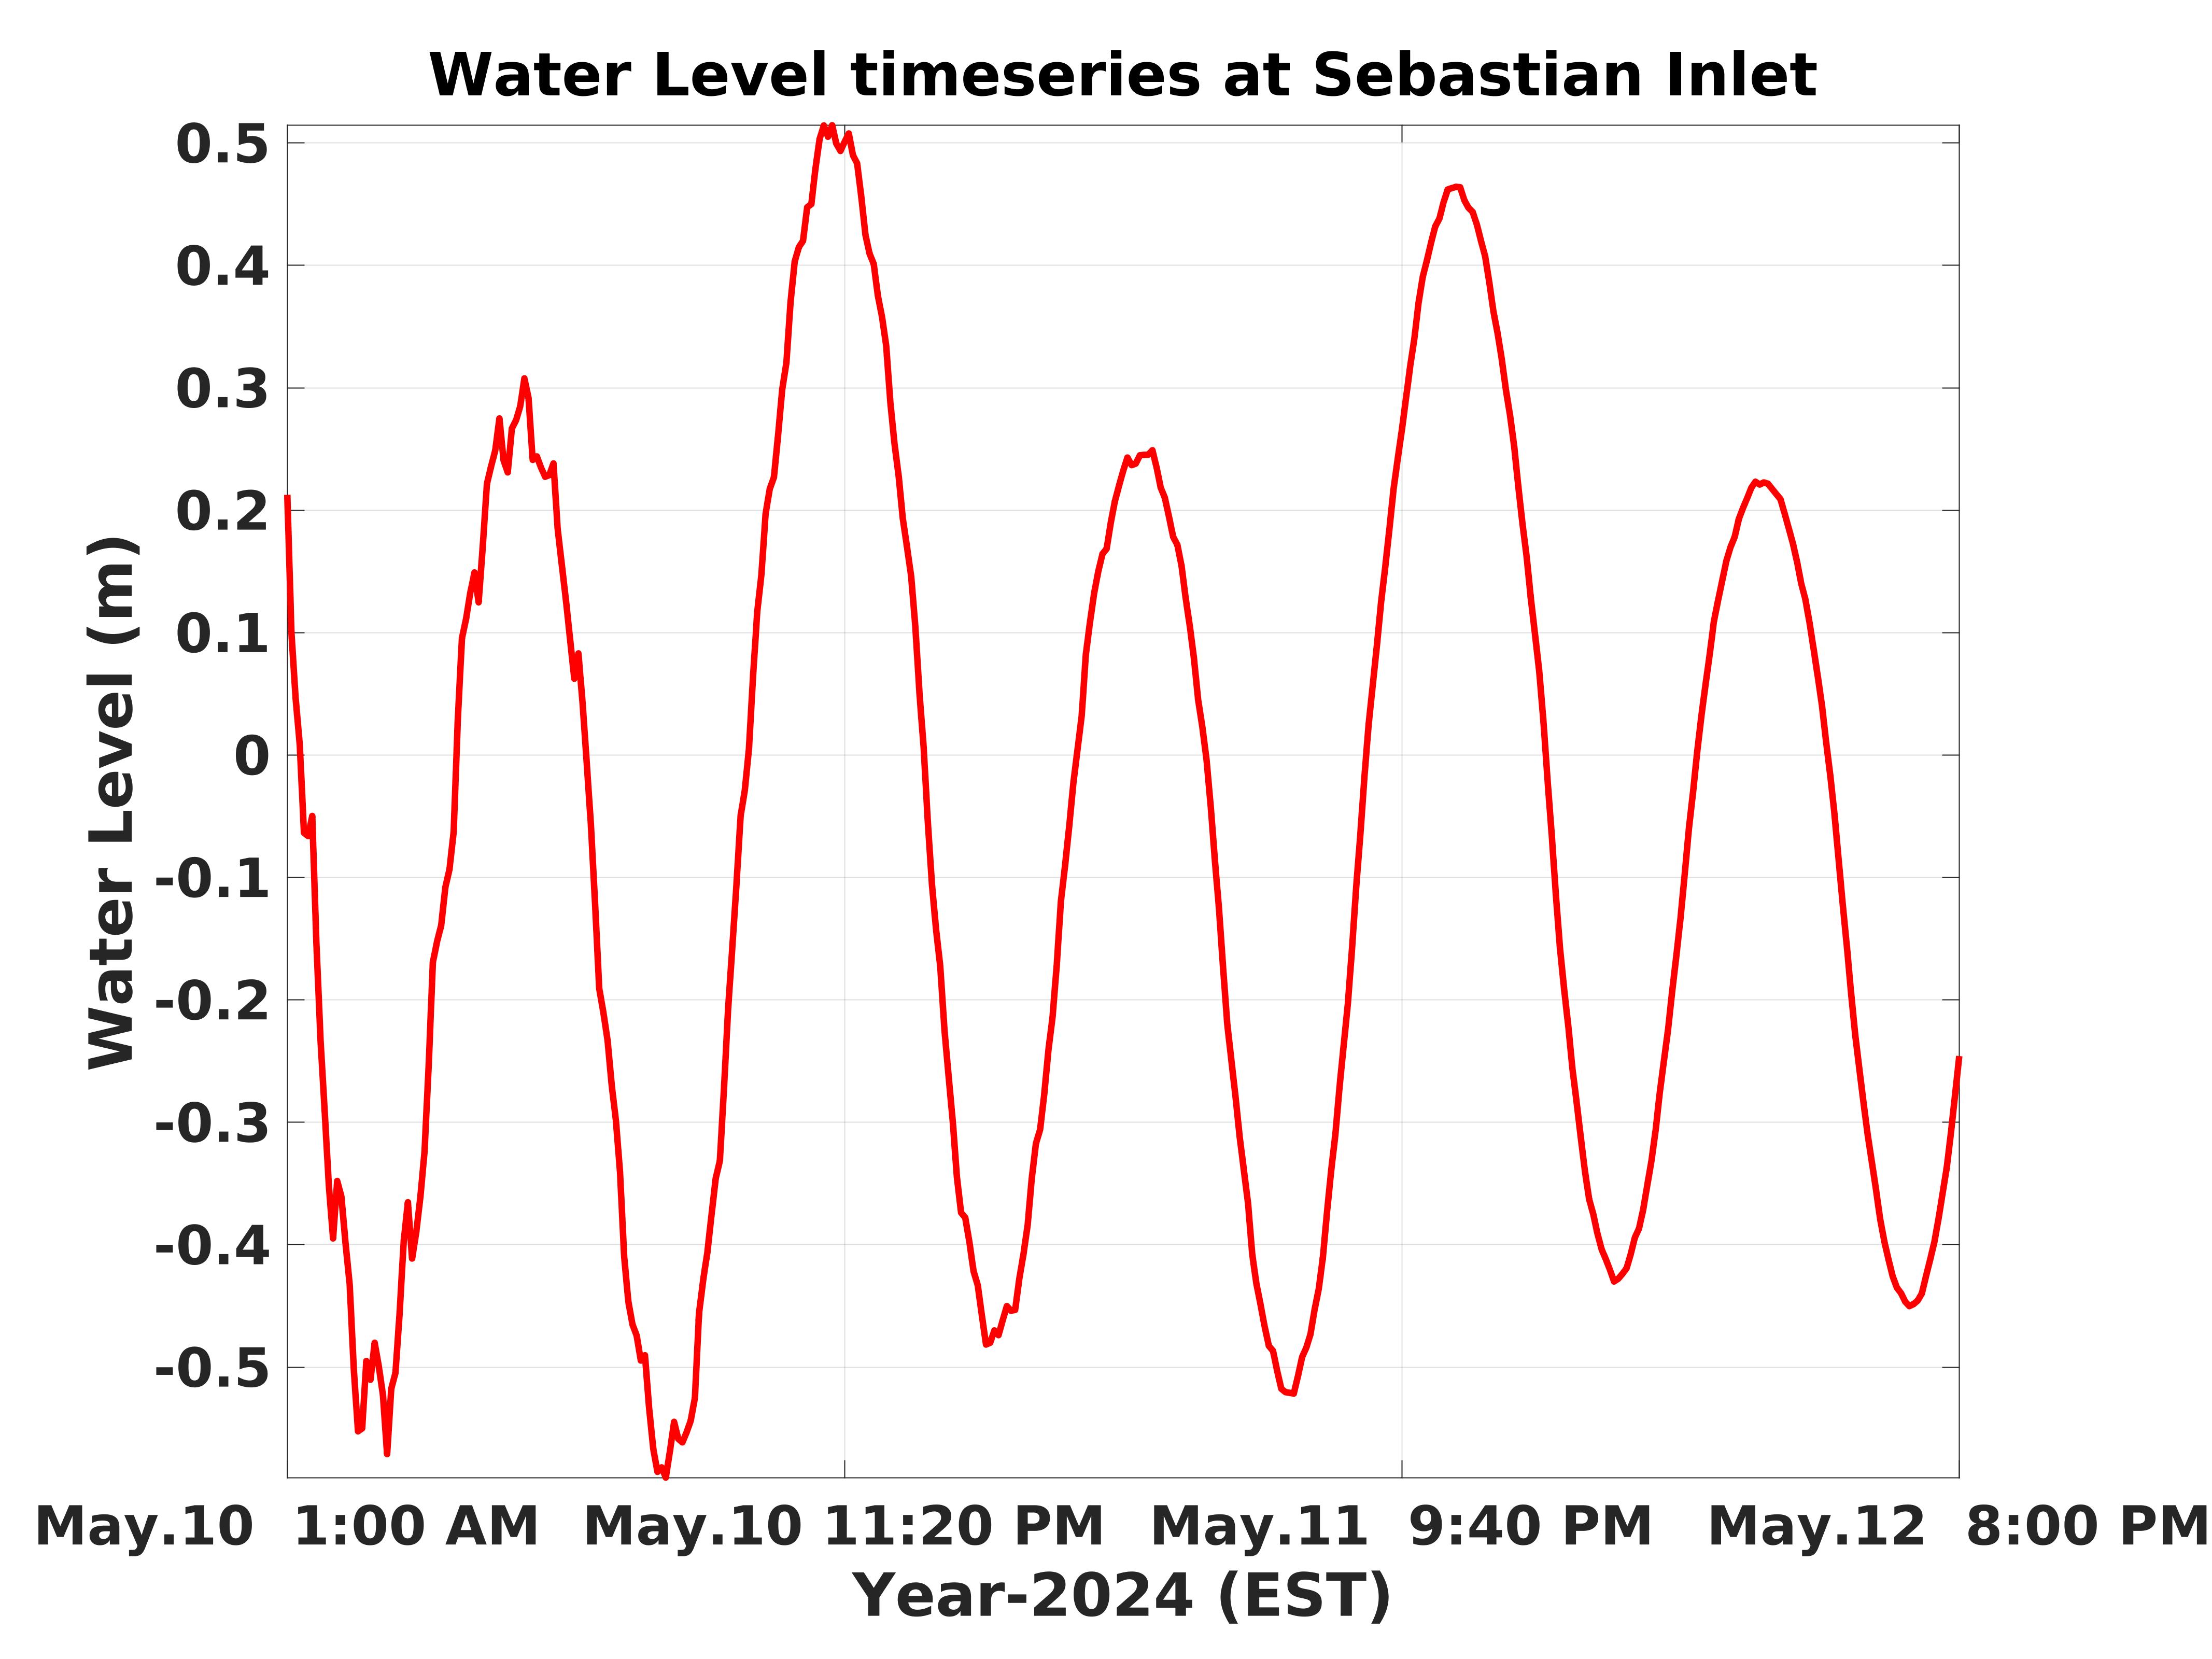 Water Level timeseries at Sebastian Inlet
0.5
0.4
0.3
0.2
0.1
0
-0.1
-0.2
-0.3
-0.4
-0.5
Water Level (m)
May.10  1:00 AM May.10 11:20 PM May.11  9:40 PM May.12  8:00 PM
Year-2024 (EST)